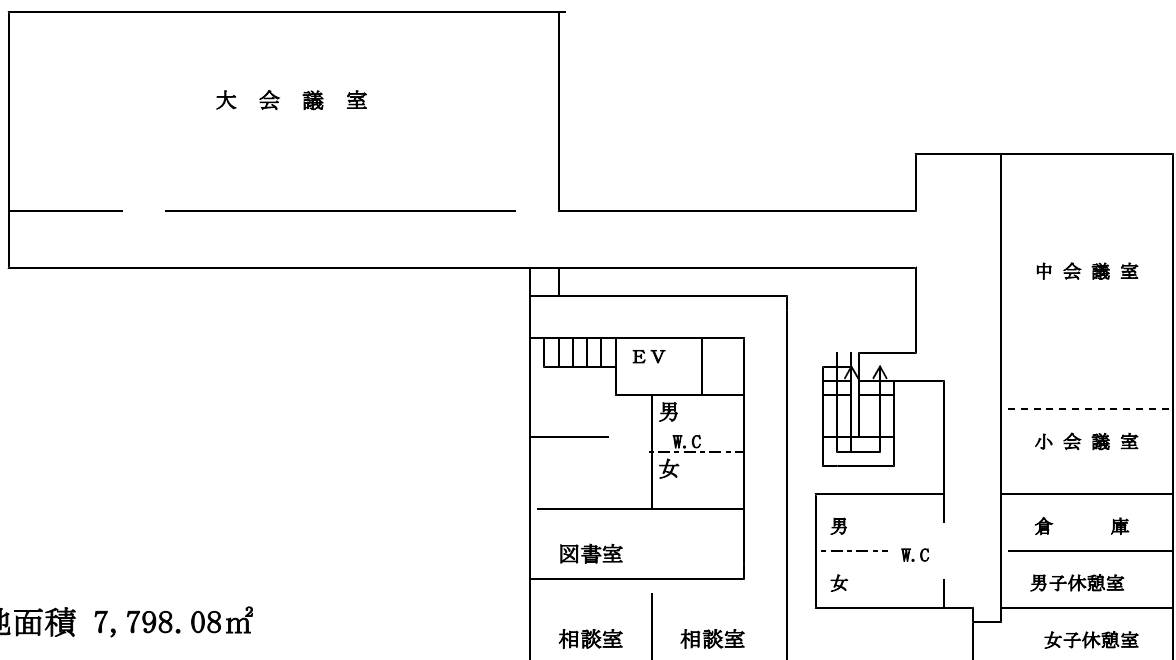 大 会 議 室
中 会 議 室
EV
男
W.C
女
小 会 議 室
男
W.C
女
倉 庫
図書室
男子休憩室
地面積 7,798.08㎡
相談室 相談室
女子休憩室